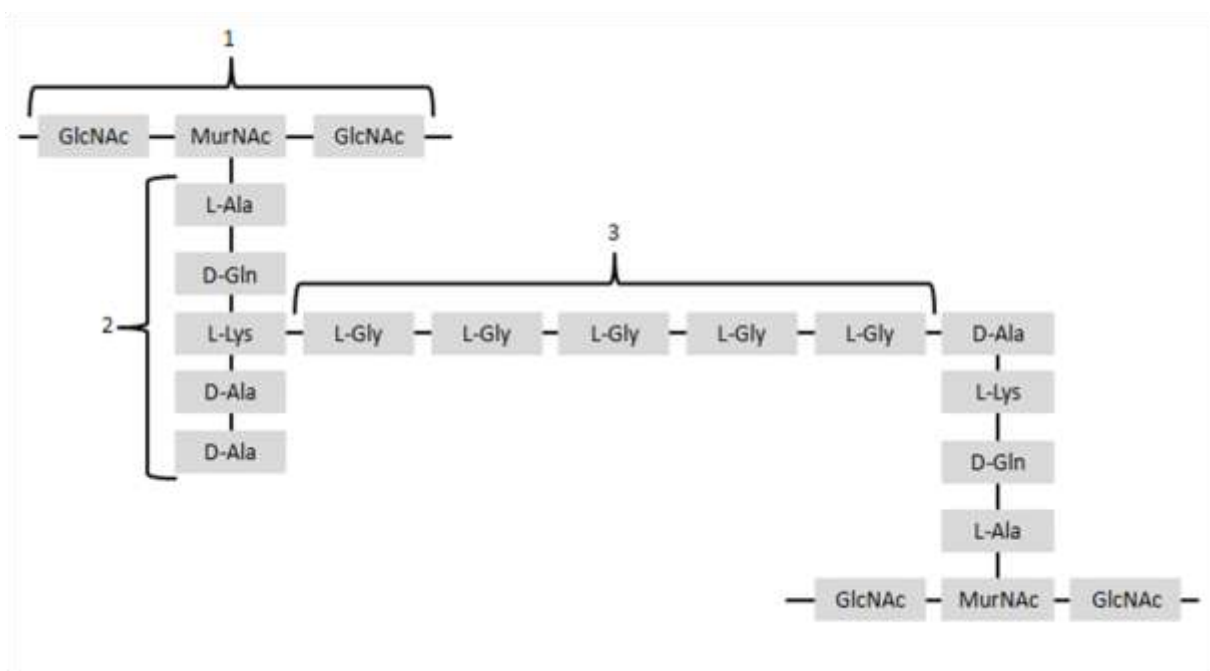 1
GlcNAc MurNAc GlcNAc
L-Ala
3
D-Gln
2 L-Lys L-Gly L-Gly L-Gly L-Gly L-Gly D-Ala
D-Ala L-Lys
D-Ala D-Gln
L-Ala
GlcNAc MurNAc GlcNAc